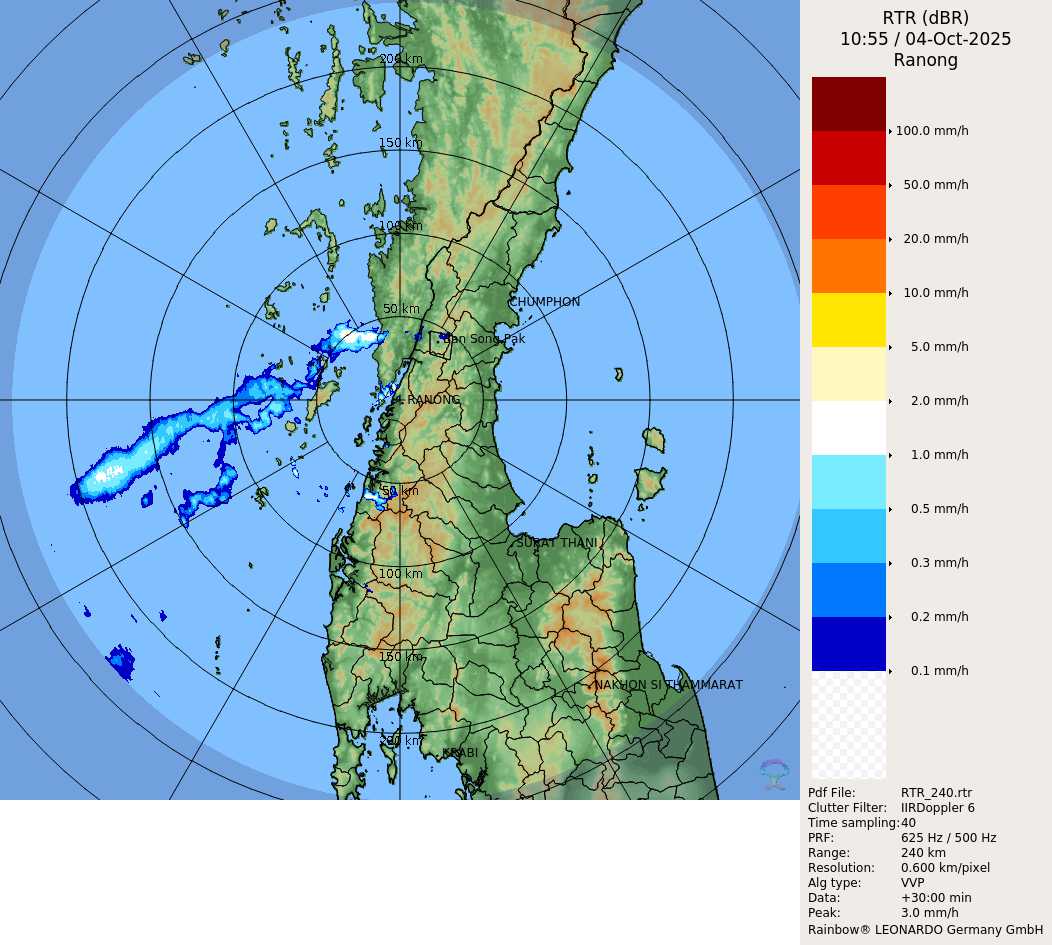 RTR (dBR)
10:55 / 04-Oct-2025
Ranong
100.0 mm/h
50.0 mm/h
20.0 mm/h
10.0 mm/h
5.0 mm/h
2.0 mm/h
1.0 mm/h
0.5 mm/h
0.3 mm/h
0.2 mm/h
0.1 mm/h
200 km
150 km
100 km
50 km
CHUMPHON
Ban Song Pak
RANONG
50 km
SURAT THANI
100 km
150 km
NAKHON SI THAMMARAT
200 km
KRABI
Pdf File: RTR_240.rtr
Clutter Filter: IIRDoppler 6
Time sampling: 40
PRF: 625 Hz / 500 Hz
Range: 240 km
Resolution: 0.600 km/pixel
Alg type: VVP
Data: +30:00 min
Peak: 3.0 mm/h
Rainbow® LEONARDO Germany GmbH